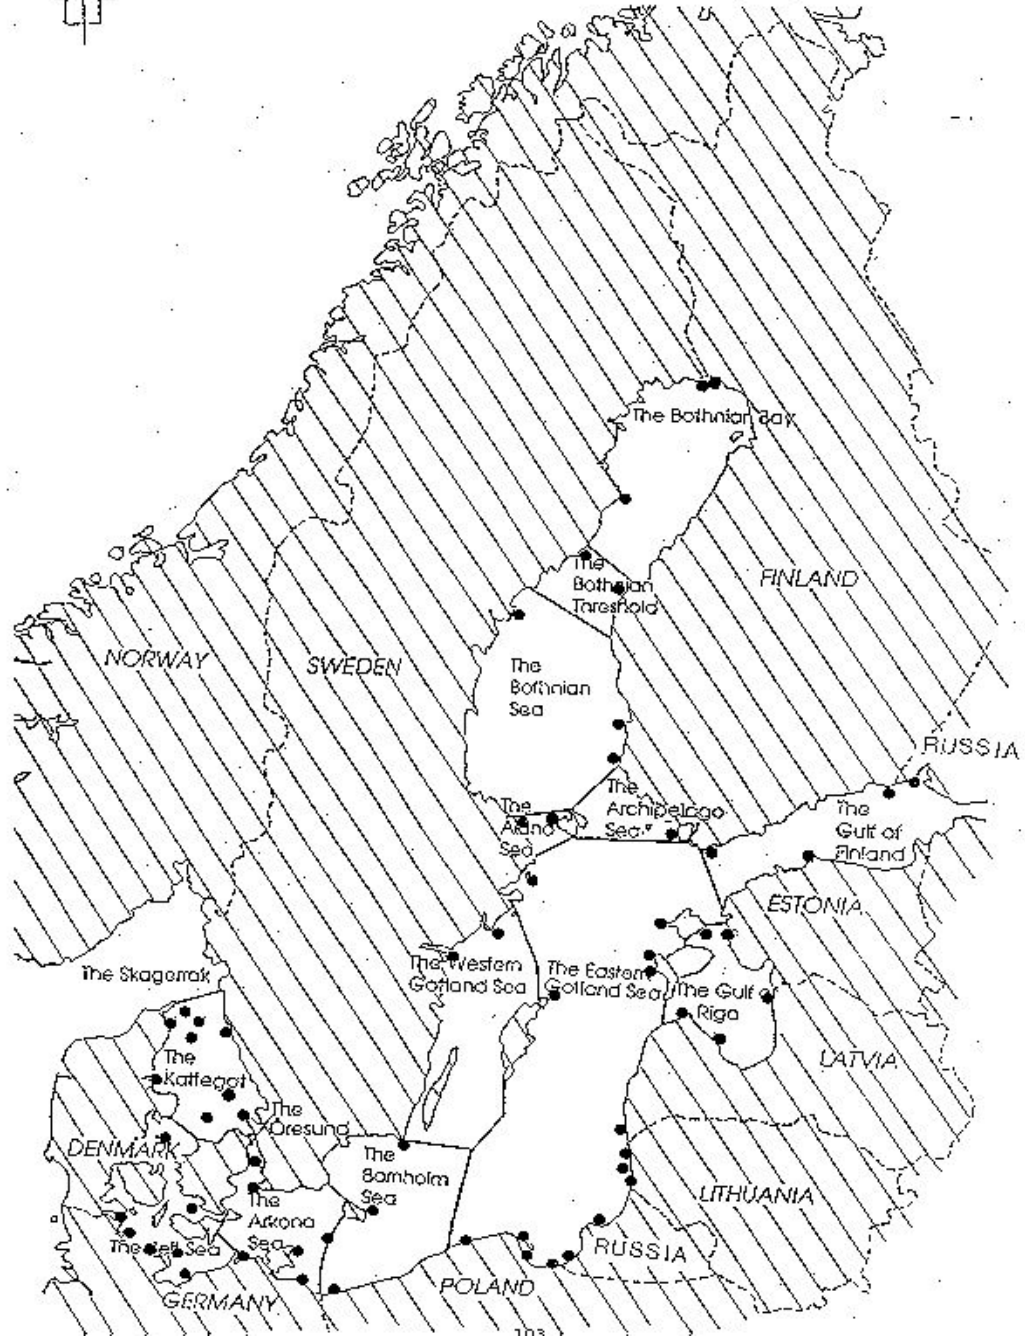 The Bothnian Bay
The
Bothnian
Threshold
FINLAND
NORWAY
SWEDEN
The
Bothnian
Sea
RUSSIA
The
Archipelago
Sea
The
Aland
Sea
The
Gulf of
Finland
ESTONIA
The Skagerrak
The Western
Gotland Sea
The Eastern
Gotland Sea
The Gulf
Riga
LATVIA
The
Kattegat
The
Oresund
DENMARK
The
Bornholm
Sea
LITHUANIA
The
Arkona
Sea
The Belt Sea
RUSSIA
POLAND
GERMANY
103